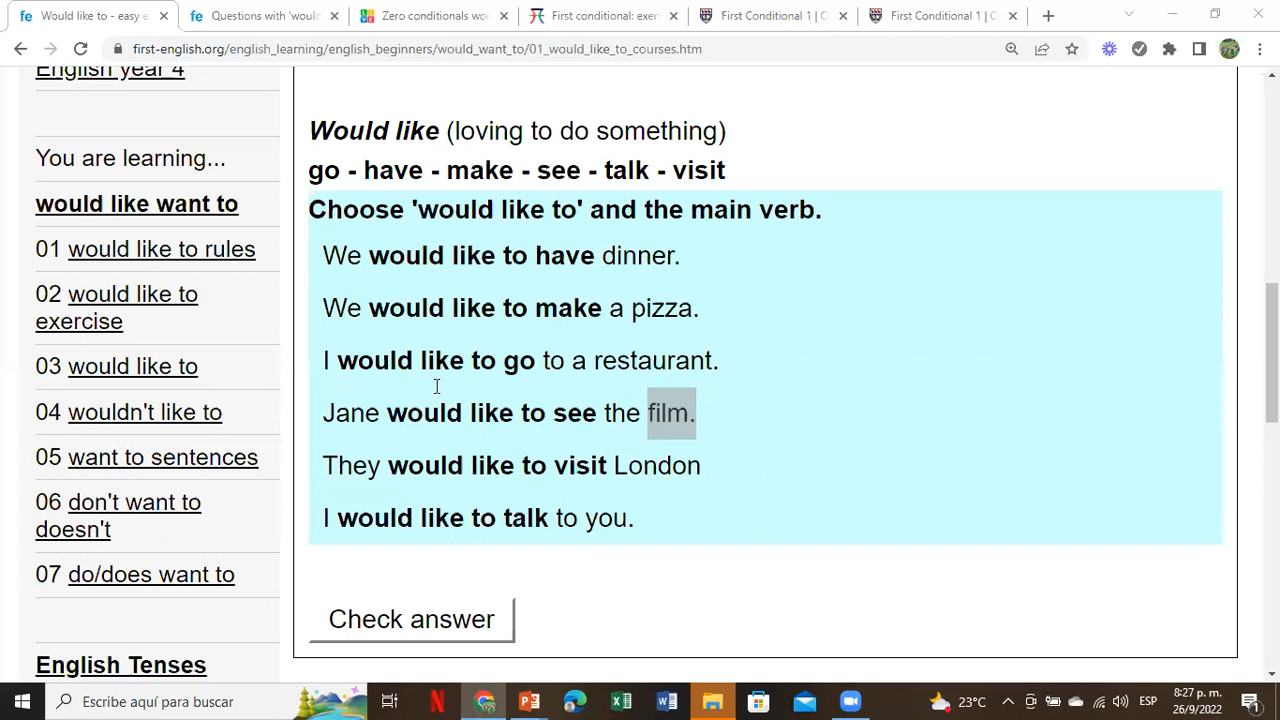 Would like to - easy e
Questions with 'would
Zero conditionals wo
First conditional: exer
First Conditional 1 | C
First Conditional 1 | C
first-english.org/english_learning/english_beginners/would_want_to/01_would_like_to_courses.htm
English year 4
You are learning...
would like want to
01 would like to rules
02 would like to
exercise
03 would like to
04 wouldn't like to
05 want to sentences
06 don't want to
doesn't
07 do/does want to
English Tenses
Would like (loving to do something)
go - have - make - see - talk - visit
Choose 'would like to' and the main verb.
We would like to have dinner.
We would like to make a pizza.
I would like to go to a restaurant.
Jane would like to see the film.
They would like to visit London
I would like to talk to you.
Check answer
Escribe aquí para buscar
23°C
ESP
8:27 p. m.
26/9/2022